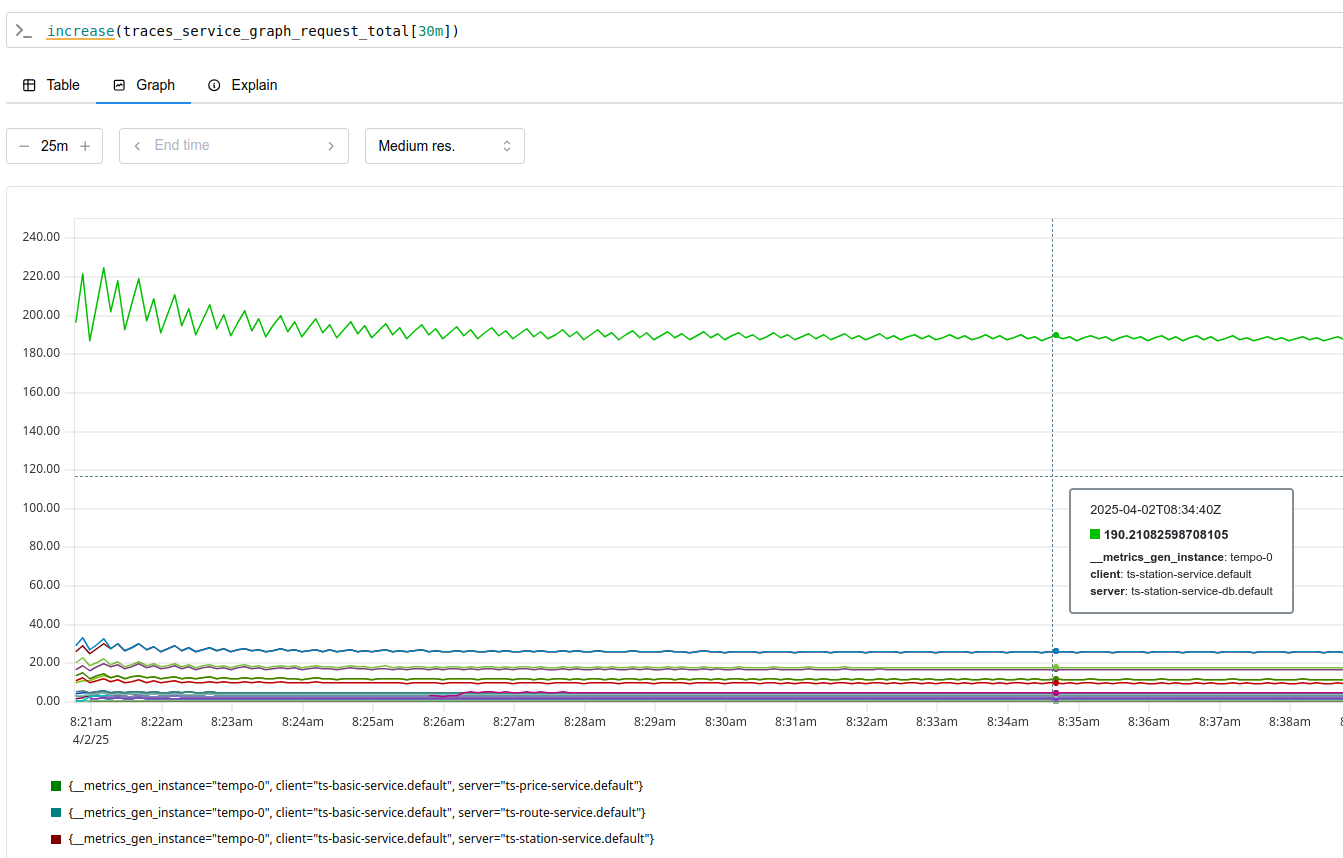 increase(traces_service_graph_request_total[30m])
Table Graph Explain
25m End time Medium res.
240.00
220.00
200.00
180.00
160.00
140.00
120.00
100.00
80.00
60.00
40.00
20.00
0.00
2025-04-02T08:34:40Z
190.21082598708105
__metrics_gen_instance: tempo-0
client: ts-station-service.default
server: ts-station-service-db.default
8:21am 8:22am 8:23am 8:24am 8:25am 8:26am 8:27am 8:28am 8:29am 8:30am 8:31am 8:32am 8:33am 8:34am 8:35am 8:36am 8:37am 8:38am
4/2/25
{__metrics_gen_instance="tempo-0", client="ts-basic-service.default", server="ts-price-service.default"}
{__metrics_gen_instance="tempo-0", client="ts-basic-service.default", server="ts-route-service.default"}
{__metrics_gen_instance="tempo-0", client="ts-basic-service.default", server="ts-station-service.default"}